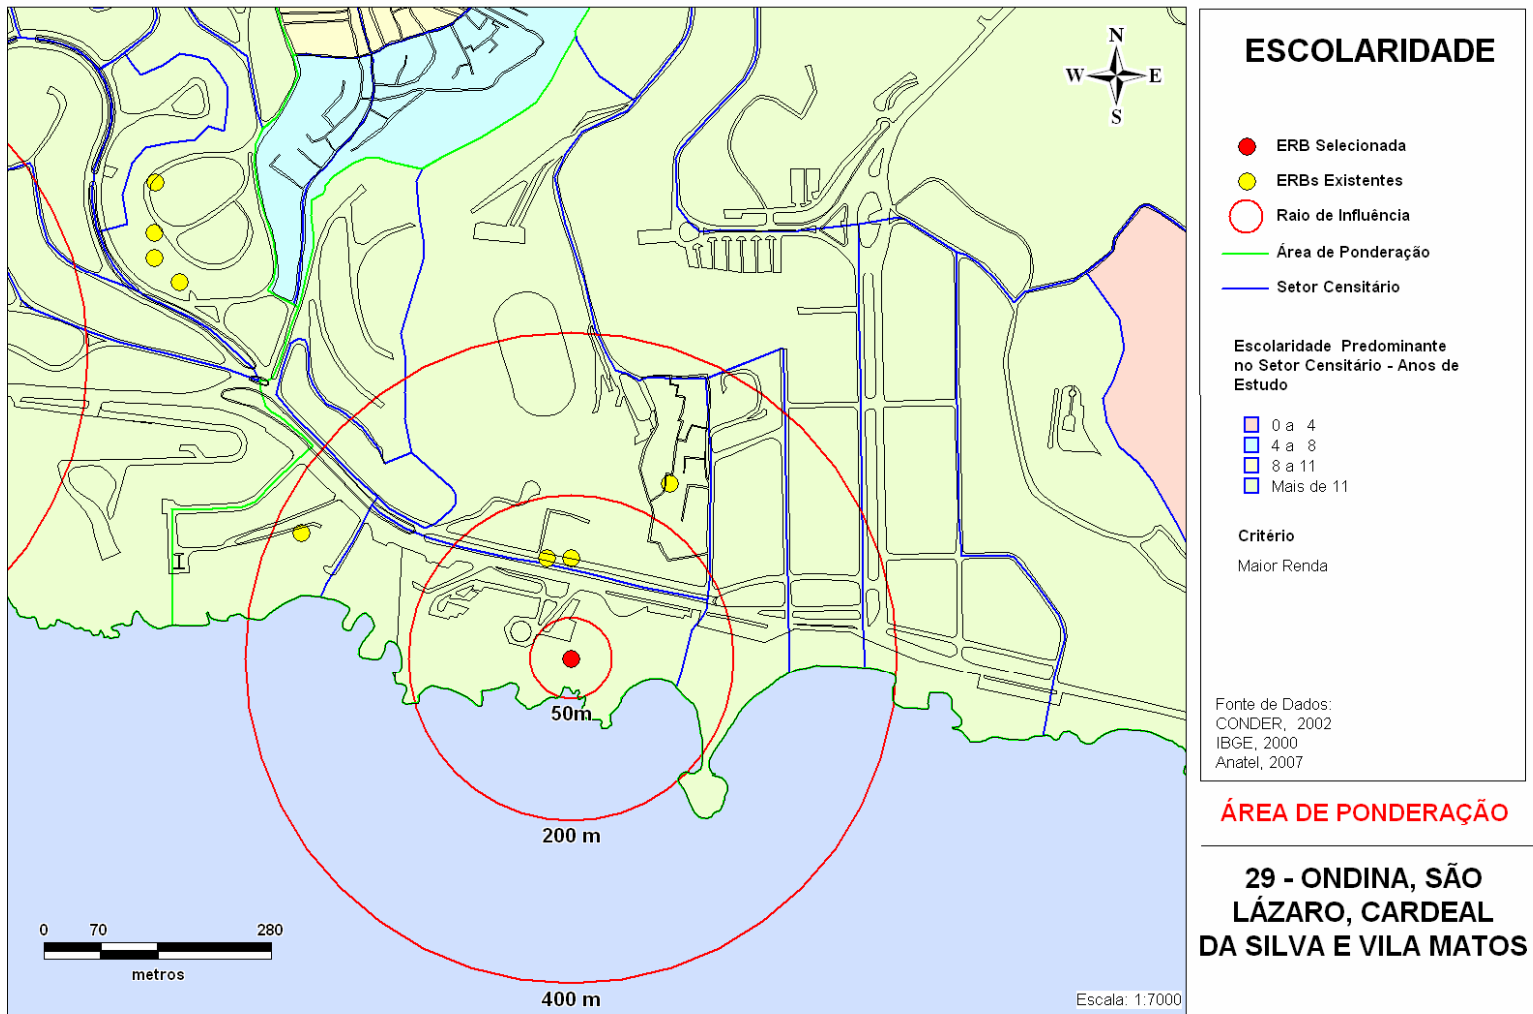 N
W
E
S
50m
200 m
400 m
0 70 280
metros
Escala: 1:7000
ESCOLARIDADE
ERB Selecionada
ERBs Existentes
Raio de Influência
Área de Ponderação
Setor Censitário
Escolaridade Predominante
no Setor Censitário - Anos de
Estudo
0 a 4
4 a 8
8 a 11
Mais de 11
Critério
Maior Renda
Fonte de Dados:
CONDER, 2002
IBGE, 2000
Anatel, 2007
ÁREA DE PONDERAÇÃO
29 - ONDINA, SÃO
LÁZARO, CARDEAL
DA SILVA E VILA MATOS